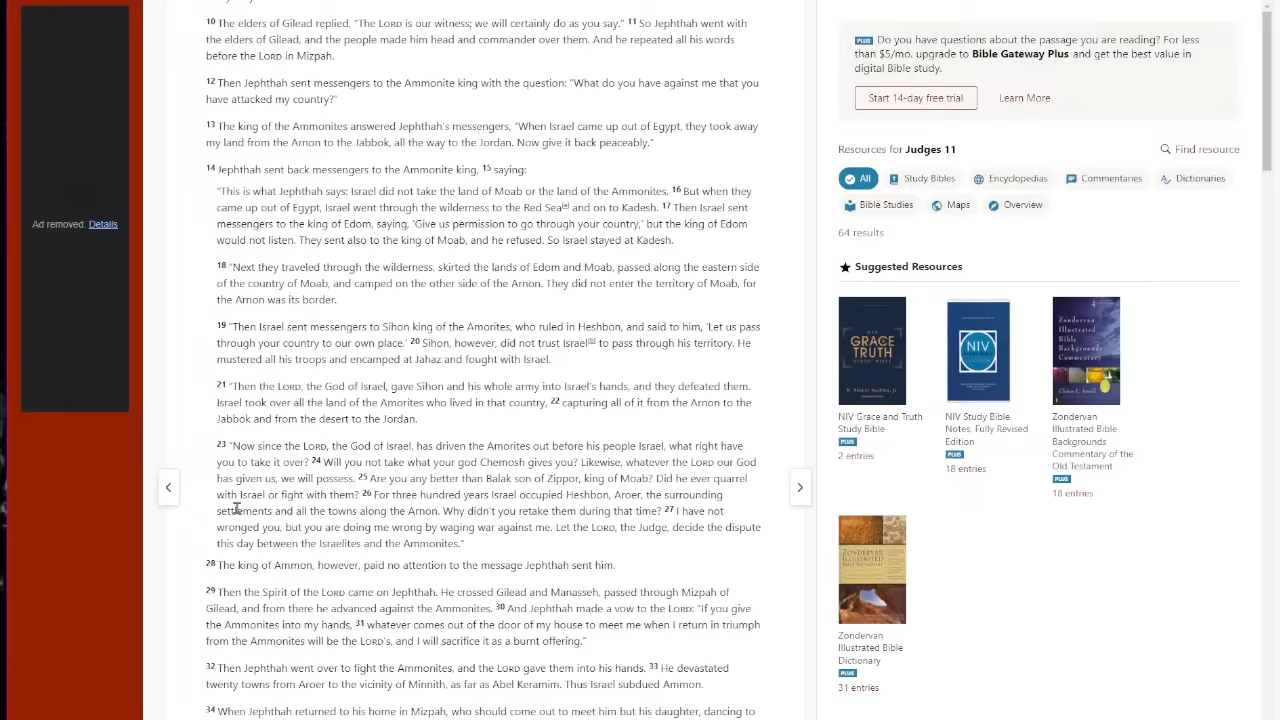 10 The elders of Gilead replied, “The LORD is our witness; we will certainly do as you say.” 11 So Jephthah went with
the elders of Gilead, and the people made him head and commander over them. And he repeated all his words
before the LORD in Mizpah.
12 Then Jephthah sent messengers to the Ammonite king with the question: “What do you have against me that you
have attacked my country?”
13 The king of the Ammonites answered Jephthah’s messengers, “When Israel came up out of Egypt, they took away
my land from the Arnon to the Jabbok, all the way to the Jordan. Now give it back peaceably.”
14 Jephthah sent back messengers to the Ammonite king, 15 saying:
“This is what Jephthah says: Israel did not take the land of Moab or the land of the Ammonites. 16 But when they
came up out of Egypt, Israel went through the wilderness to the Red Sea[a] and on to Kadesh. 17 Then Israel sent
messengers to the king of Edom, saying, ‘Give us permission to go through your country,’ but the king of Edom
would not listen. They sent also to the king of Moab, and he refused. So Israel stayed at Kadesh.
18 “Next they traveled through the wilderness, skirted the lands of Edom and Moab, passed along the eastern side
of the country of Moab, and camped on the other side of the Arnon. They did not enter the territory of Moab, for
the Arnon was its border.
19 “Then Israel sent messengers to Sihon king of the Amorites, who ruled in Heshbon, and said to him, ‘Let us pass
through your country to our own place.’ 20 Sihon, however, did not trust Israel[b] to pass through his territory. He
mustered all his troops and encamped at Jahaz and fought with Israel.
21 “Then the LORD, the God of Israel, gave Sihon and his whole army into Israel’s hands, and they defeated them.
Israel took over all the land of the Amorites who lived in that country, 22 capturing all of it from the Arnon to the
Jabbok and from the desert to the Jordan.
23 “Now since the LORD, the God of Israel, has driven the Amorites out before his people Israel, what right have
you to take it over? 24 Will you not take what your god Chemosh gives you? Likewise, whatever the LORD our God
has given us, we will possess. 25 Are you any better than Balak son of Zippor, king of Moab? Did he ever quarrel
with Israel or fight with them? 26 For three hundred years Israel occupied Heshbon, Aroer, the surrounding
settlements and all the towns along the Arnon. Why didn’t you retake them during that time? 27 I have not
wronged you, but you are doing me wrong by waging war against me. Let the LORD, the Judge, decide the dispute
this day between the Israelites and the Ammonites.”
28 The king of Ammon, however, paid no attention to the message Jephthah sent him.
29 Then the Spirit of the LORD came on Jephthah. He crossed Gilead and Manasseh, passed through Mizpah of
Gilead, and from there he advanced against the Ammonites. 30 And Jephthah made a vow to the LORD: “If you give
the Ammonites into my hands, 31 whatever comes out of the door of my house to meet me when I return in triumph
from the Ammonites will be the LORD’s, and I will sacrifice it as a burnt offering.”
32 Then Jephthah went over to fight the Ammonites, and the LORD gave them into his hands. 33 He devastated
twenty towns from Aroer to the vicinity of Minnith, as far as Abel Keramim. Thus Israel subdued Ammon.
34 When Jephthah returned to his home in Mizpah, who should come out to meet him but his daughter, dancing to
Ad removed. Details
PLUS Do you have questions about the passage you are reading? For less
than $5/mo. upgrade to Bible Gateway Plus and get the best value in
digital Bible study.
Start 14-day free trial Learn More
Resources for Judges 11 Find resource
All Study Bibles Encyclopedias Commentaries Dictionaries
Bible Studies Maps Overview
64 results
Suggested Resources
NIV
GRACE
TRUTH
STUDY BIBLE
NIV
Zondervan
Illustrated
Bible
Backgrounds
Commentary
NIV Grace and Truth
Study Bible
PLUS
2 entries
NIV Study Bible
Notes, Fully Revised
Edition
PLUS
18 entries
Zondervan
Illustrated Bible
Backgrounds
Commentary of the
Old Testament
PLUS
18 entries
Zondervan
Illustrated Bible
Dictionary
PLUS
31 entries